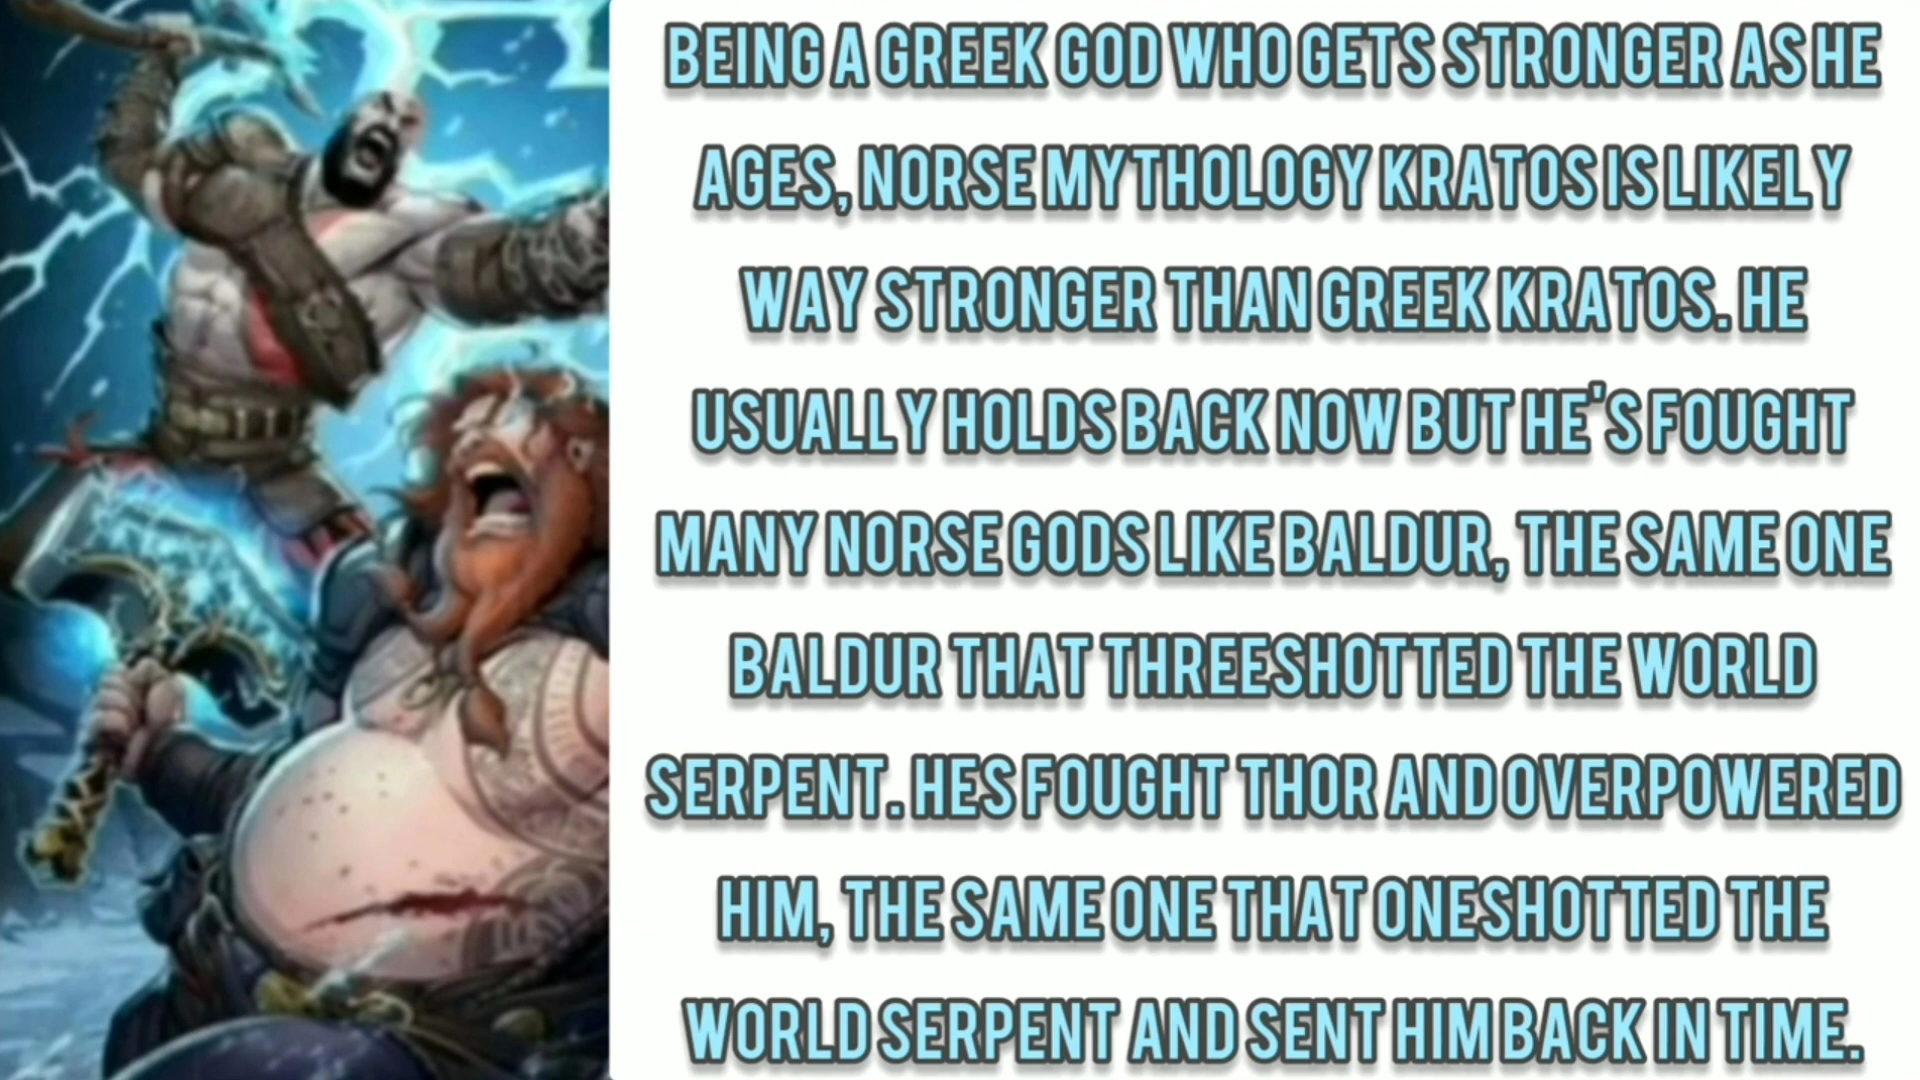 BEING A GREEK GOD WHO GETS STRONGER AS HE
AGES, NORSE MYTHOLOGY KRATOS IS LIKELY
WAY STRONGER THAN GREEK KRATOS. HE
USUALLY HOLDS BACK NOW BUT HE'S FOUGHT
MANY NORSE GODS LIKE BALDUR, THE SAME ONE
BALDUR THAT THREESHOTTED THE WORLD
SERPENT. HES FOUGHT THOR AND OVERPOWERED
HIM, THE SAME ONE THAT ONESHOTTED THE
WORLD SERPENT AND SENT HIM BACK IN TIME.